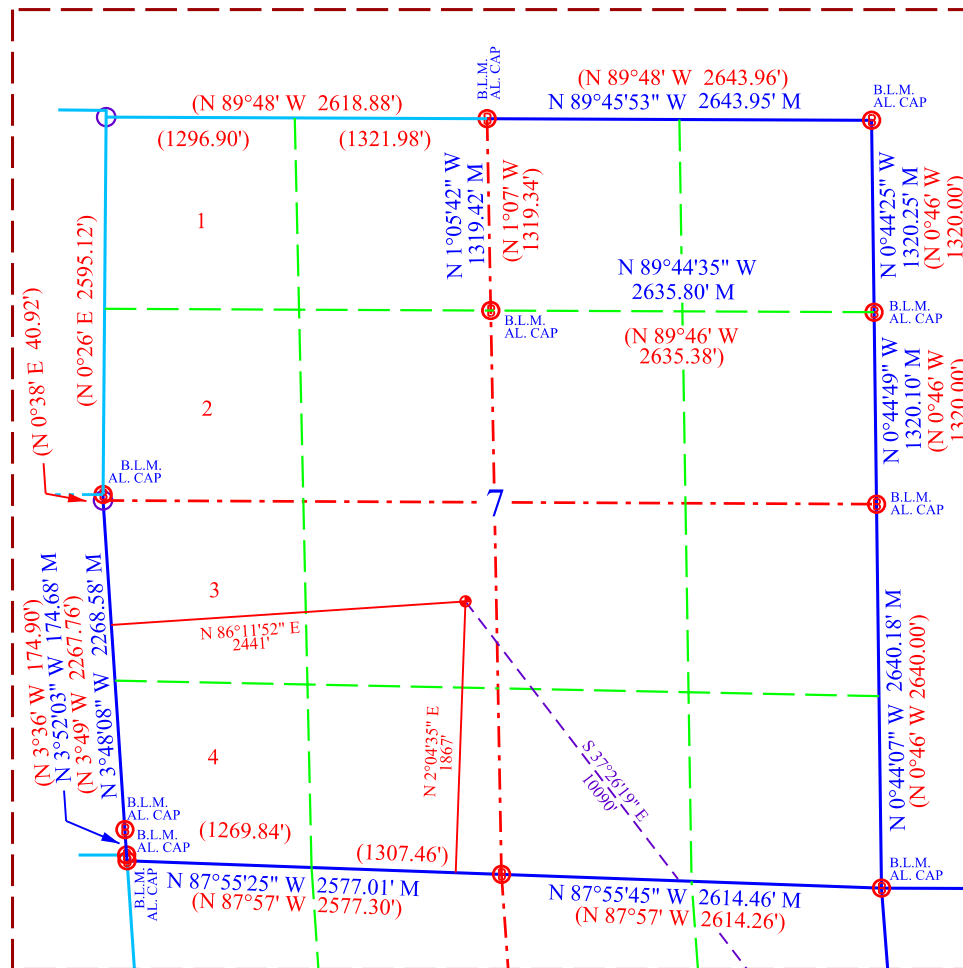 (N 89°48' W 2618.88')
(1296.90')
(1321.98')
B.L.M.
AL. CAP
(N 89°48' W 2643.96')
N 89°45'53" W 2643.95' M
B.L.M.
AL. CAP
N 1°05'42" W
1319.42' M
(N 1°07' W
1319.34')
N 0°44'25" W
1320.25' M
(N 0°46' W
1320.00')
1
(N 0°26' E 2595.12')
N 89°44'35" W
2635.80' M
(N 89°46' W
2635.38')
B.L.M.
AL. CAP
B.L.M.
AL. CAP
(N 0°38' E 40.92')
2
N 0°44'49" W
1320.10' M
(N 0°46' W
1320.00')
B.L.M.
AL. CAP
7
B.L.M.
AL. CAP
3
N 86°11'52" E
2441'
(N 3°36' W 174.90')
N 3°52'03" W 174.68' M
(N 3°49' W 2267.76')
N 3°48'08" W 2268.58' M
N 2°04'35" E
1867'
S 37°26'19" E
10090'
N 0°44'07" W 2640.18' M
(N 0°46' W 2640.00')
4
B.L.M.
AL. CAP
B.L.M.
AL. CAP
B.L.M.
AL. CAP
(1269.84')
(1307.46')
N 87°55'25" W 2577.01' M
(N 87°57' W 2577.30')
N 87°55'45" W 2614.46' M
(N 87°57' W 2614.26')
B.L.M.
AL. CAP